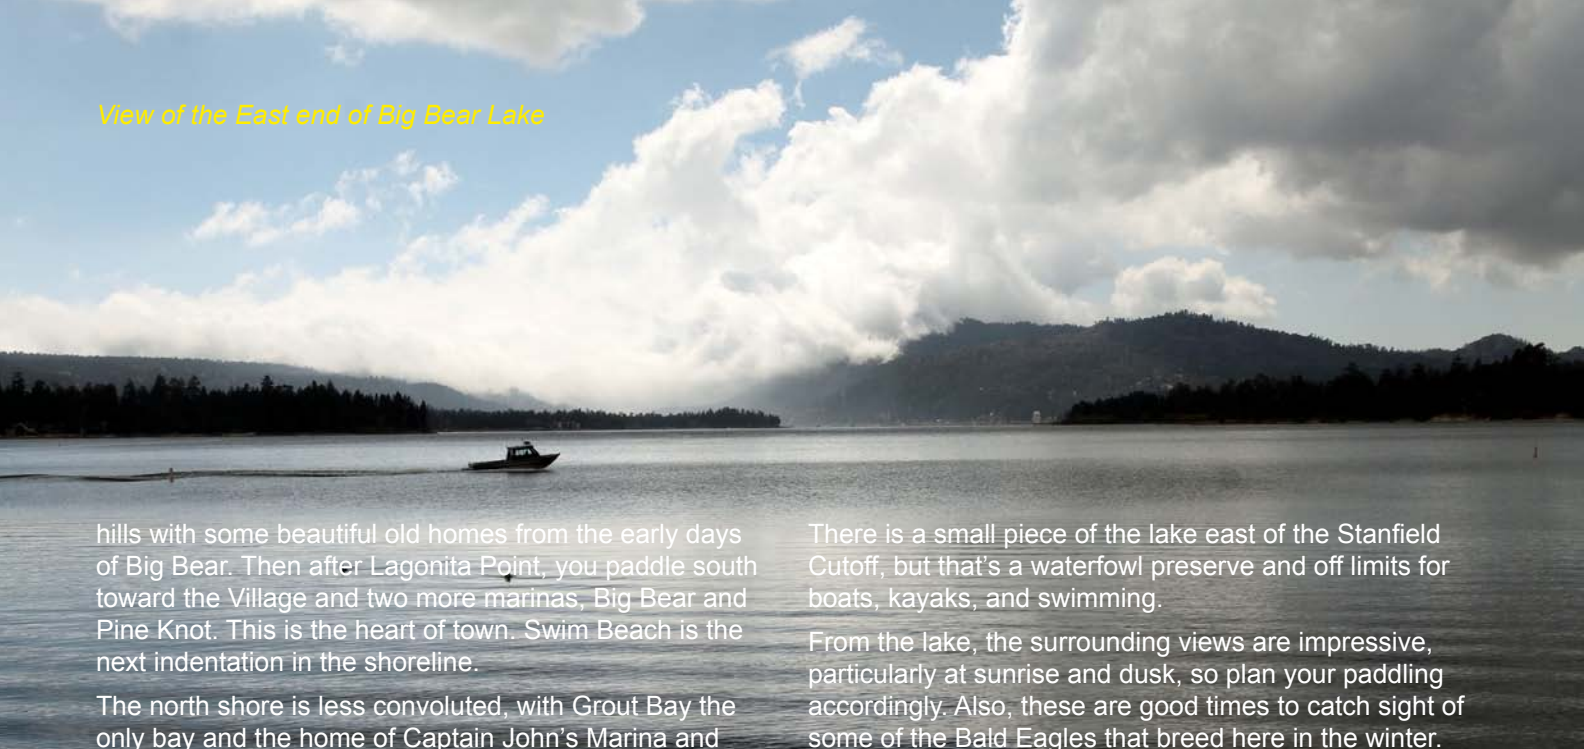 View of the East end of Big Bear Lake
hills with some beautiful old homes from the early days
of Big Bear. Then after Lagonita Point, you paddle south
toward the Village and two more marinas, Big Bear and
Pine Knot. This is the heart of town. Swim Beach is the
next indentation in the shoreline.
The north shore is less convoluted, with Grout Bay the
only bay and the home of Captain John’s Marina and
There is a small piece of the lake east of the Stanfield
Cutoff, but that’s a waterfowl preserve and off limits for
boats, kayaks, and swimming.
From the lake, the surrounding views are impressive,
particularly at sunrise and dusk, so plan your paddling
accordingly. Also, these are good times to catch sight of
some of the Bald Eagles that breed here in the winter.